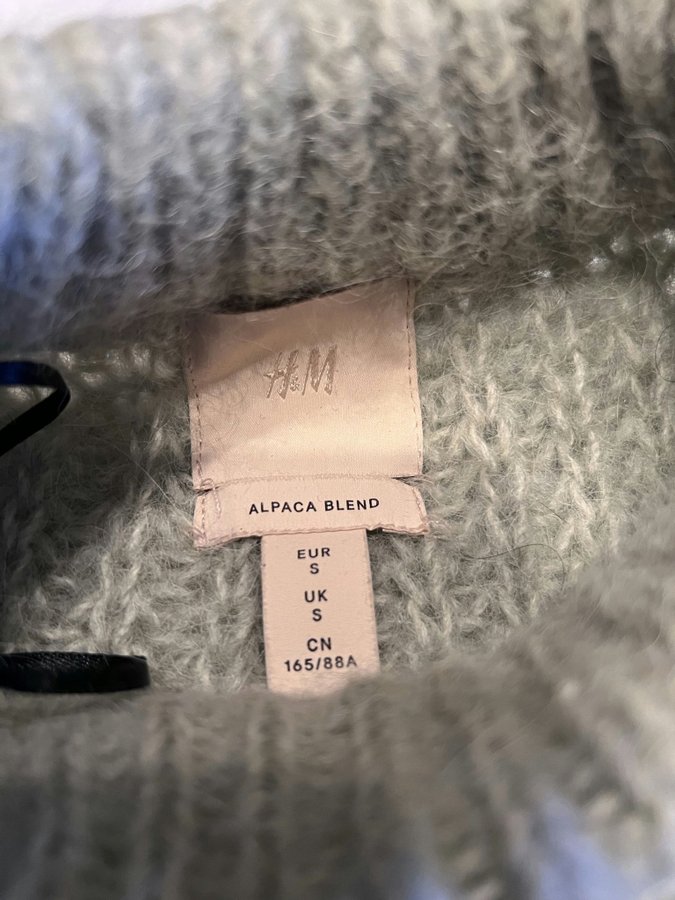 H&M
ALPACA BLEND
EUR
S
UK
S
CN
165/88A